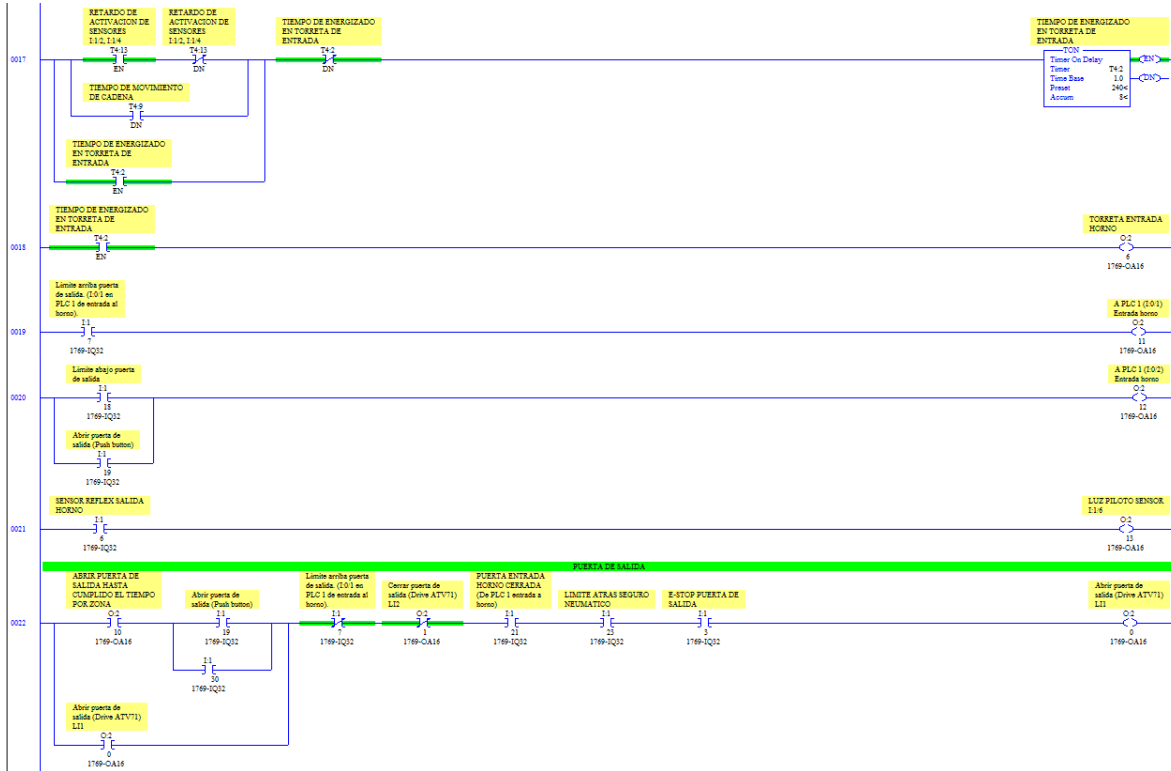 RETARDO DE
ACTIVACION DE
SENSORES
I:1/2, I:1/4
T4:13
EN
RETARDO DE
ACTIVACION DE
SENSORES
I:1/2, I:1/4
T4:13
DN
TIEMPO DE ENERGIZADO
EN TORRETA DE
ENTRADA
T4:2
DN
TIEMPO DE ENERGIZADO
EN TORRETA DE
ENTRADA
0017
TON
Timer On Delay
Timer T4:2
Time Base 1.0
Preset 240<
Accum 8<
EN
DN
TIEMPO DE MOVIMIENTO
DE CADENA
T4:9
DN
TIEMPO DE ENERGIZADO
EN TORRETA DE
ENTRADA
T4:2
EN
TIEMPO DE ENERGIZADO
EN TORRETA DE
ENTRADA
T4:2
EN
0018
TORRETA ENTRADA
HORNO
O:2
6
1769-OA16
Limite arriba puerta
de salida. (I:0/1 en
PLC 1 de entrada al
horno).
I:1
7
1769-IQ32
0019
A PLC 1 (I:0/1)
Entrada horno
O:2
11
1769-OA16
Limite abajo puerta
de salida
I:1
18
1769-IQ32
0020
A PLC 1 (I:0/2)
Entrada horno
O:2
12
1769-OA16
Abrir puerta de
salida (Push button)
I:1
19
1769-IQ32
SENSOR REFLEX SALIDA
HORNO
I:1
6
1769-IQ32
0021
LUZ PILOTO SENSOR
I:1/6
O:2
13
1769-OA16
PUERTA DE SALIDA
ABRIR PUERTA DE
SALIDA HASTA
CUMPLIDO EL TIEMPO
POR ZONA
O:2
10
1769-OA16
Abrir puerta de
salida (Push button)
I:1
19
1769-IQ32
Limite arriba puerta
de salida. (I:0/1 en
PLC 1 de entrada al
horno).
I:1
7
1769-IQ32
Cerrar puerta de
salida (Drive ATV71)
LI2
O:2
1
1769-OA16
PUERTA ENTRADA
HORNO CERRADA
(De PLC 1 entrada a
horno)
I:1
21
1769-IQ32
LIMITE ATRAS SEGURO
NEUMATICO
I:1
23
1769-IQ32
E-STOP PUERTA DE
SALIDA
I:1
3
1769-IQ32
Abrir puerta de
salida (Drive ATV71)
LI1
O:2
0
1769-OA16
0022
I:1
30
1769-IQ32
Abrir puerta de
salida (Drive ATV71)
LI1
O:2
0
1769-OA16